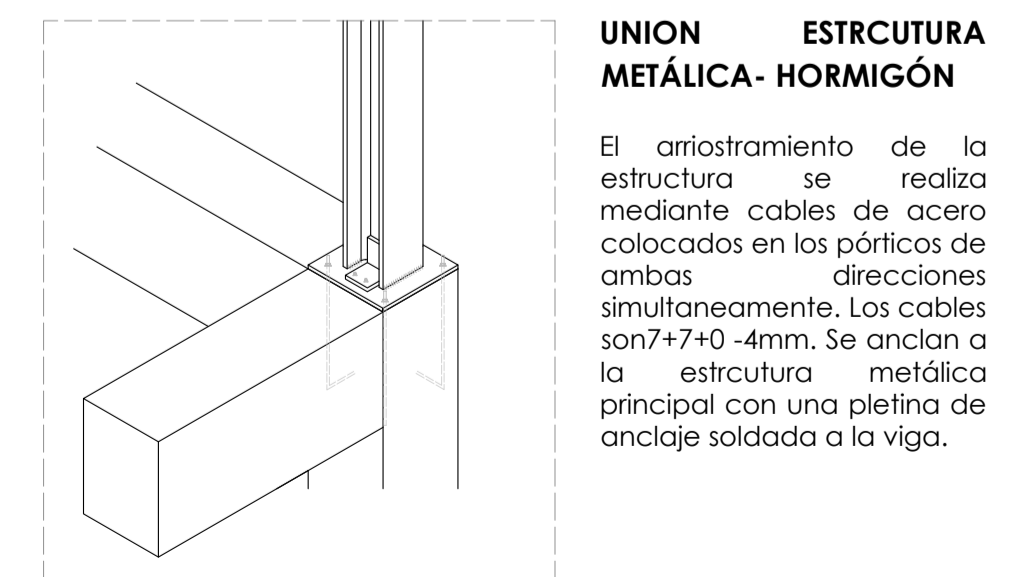 UNION ESTRCUTURA
METÁLICA- HORMIGÓN
El arriostramiento de la
estructura se realiza
mediante cables de acero
colocados en los pórticos de
ambas direcciones
simultaneamente. Los cables
son7+7+0 -4mm. Se anclan a
la estrcutura metálica
principal con una pletina de
anclaje soldada a la viga.